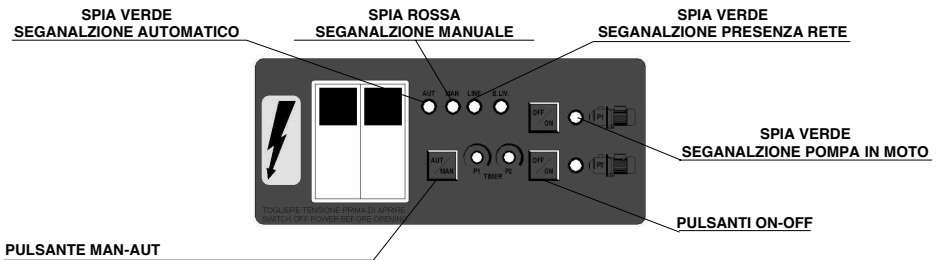 SPIA VERDE
SEGANALZIONE AUTOMATICO
SPIA ROSSA
SEGANALZIONE MANUALE
SPIA VERDE
SEGANALZIONE PRESENZA RETE
AUT MAN LINE B.LIV.
OFF
ON
P1
SPIA VERDE
SEGANALZIONE POMPA IN MOTO
AUT
MAN
P1 TIMER P2
OFF
ON
P2
TOGLIERE TENSIONE PRIMA DI APRIRE
SWITCH OFF POWER BEFORE OPENING
PULSANTI ON-OFF
PULSANTE MAN-AUT